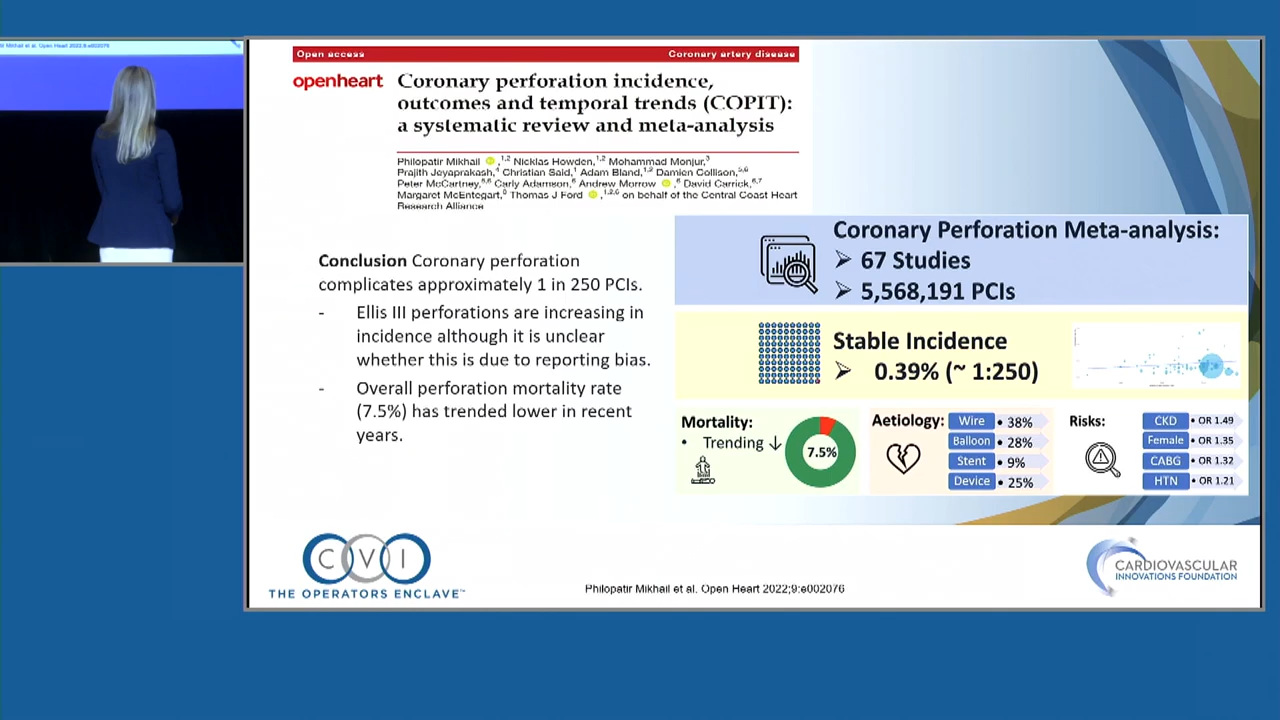 Mikhail et al. Open Heart 2022;9:e002076
Open access
Coronary artery disease
openheart
Coronary perforation incidence,
outcomes and temporal trends (COPIT):
a systematic review and meta-analysis
Philopatir Mikhail ,1,2 Nicklas Howden,1,2 Mohammad Monjur,3
Prajith Jeyaprakash,4 Christian Said,1 Adam Bland,1,2 Damien Collison,5,6
Peter McCartney,5,6 Carly Adamson,6 Andrew Morrow ,6 David Carrick,6,7
Margaret McEntegart,6 Thomas J Ford ,1,2,6 on behalf of the Central Coast Heart
Research Alliance
Conclusion Coronary perforation
complicates approximately 1 in 250 PCIs.
- Ellis III perforations are increasing in
incidence although it is unclear
whether this is due to reporting bias.
- Overall perforation mortality rate
(7.5%) has trended lower in recent
years.
Coronary Perforation Meta-analysis:
➢ 67 Studies
➢ 5,568,191 PCIs
Stable Incidence
➢ 0.39% (~ 1:250)
Mortality:
• Trending ↓
7.5%
Aetiology:
Wire • 38%
Balloon • 28%
Stent • 9%
Device • 25%
Risks:
CKD • OR 1.49
Female • OR 1.35
CABG • OR 1.32
HTN • OR 1.21
CVI
THE OPERATORS ENCLAVE™
Philopatir Mikhail et al. Open Heart 2022;9:e002076
CARDIOVASCULAR
INNOVATIONS FOUNDATION